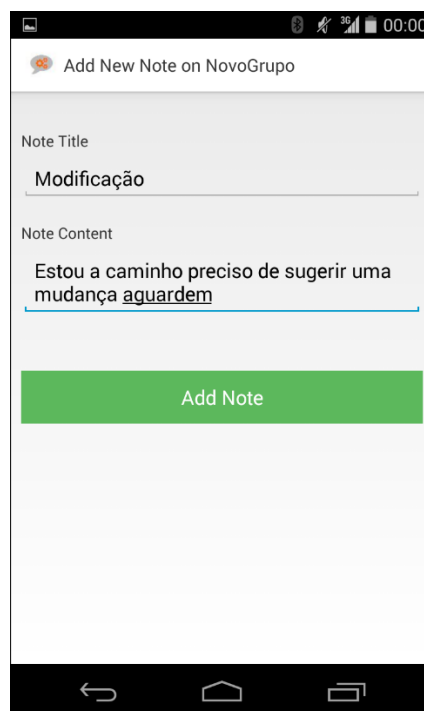 3G 00:00
Add New Note on NovoGrupo
Note Title
Modificação
Note Content
Estou a caminho preciso de sugerir uma
mudança aguardem
Add Note